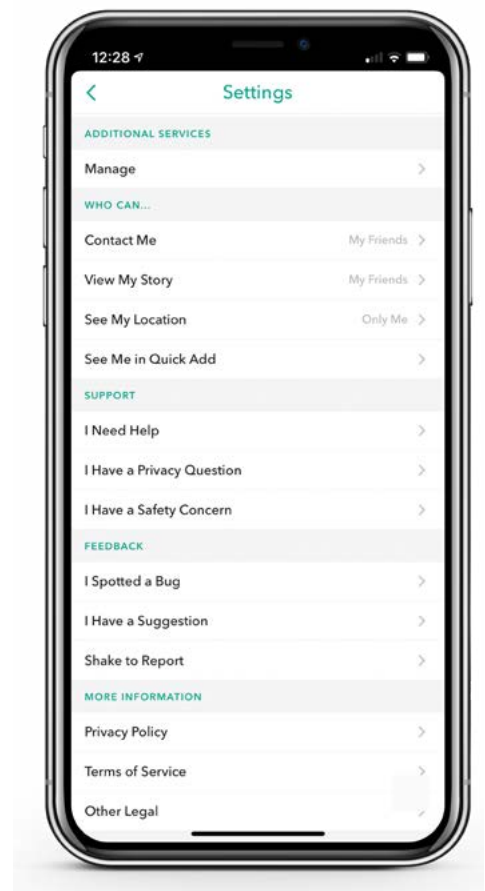 12:28
Settings
ADDITIONAL SERVICES
Manage
WHO CAN...
Contact Me My Friends
View My Story My Friends
See My Location Only Me
See Me in Quick Add
SUPPORT
I Need Help
I Have a Privacy Question
I Have a Safety Concern
FEEDBACK
I Spotted a Bug
I Have a Suggestion
Shake to Report
MORE INFORMATION
Privacy Policy
Terms of Service
Other Legal